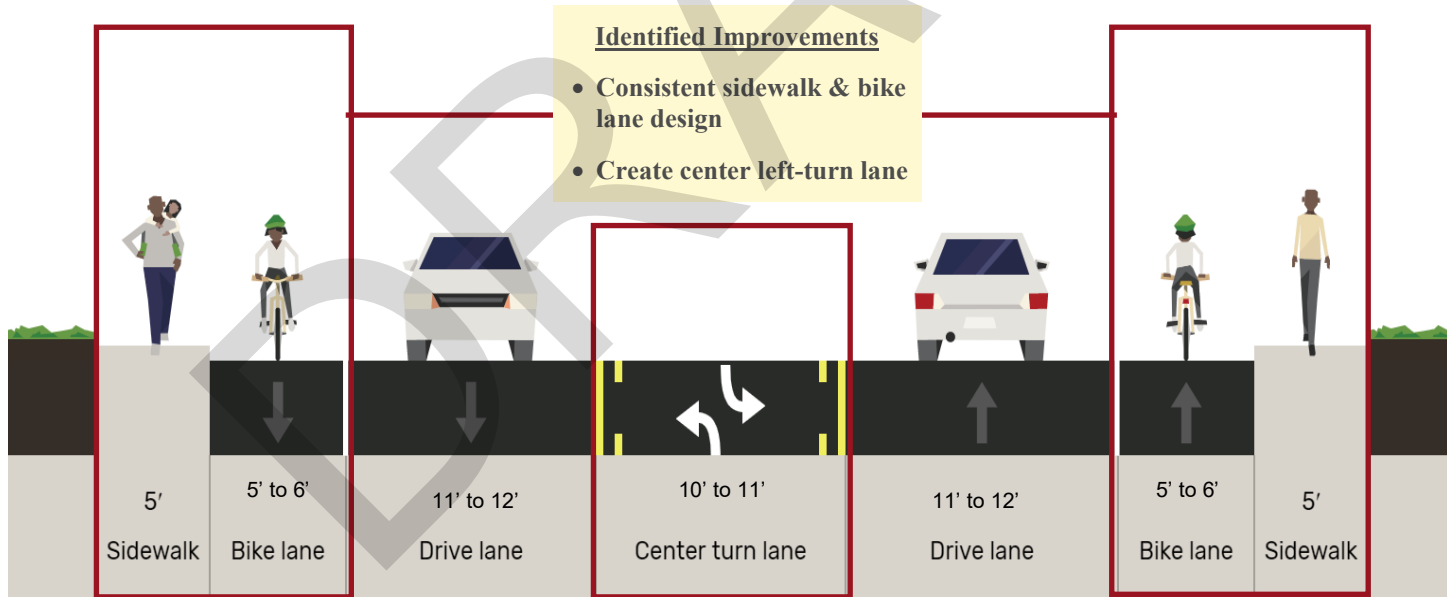 Identified Improvements
• Consistent sidewalk & bike
lane design
• Create center left-turn lane
5′
5’ to 6’
11’ to 12’
10’ to 11’
11’ to 12’
5’ to 6’
5′
Sidewalk
Bike lane
Drive lane
Center turn lane
Drive lane
Bike lane
Sidewalk